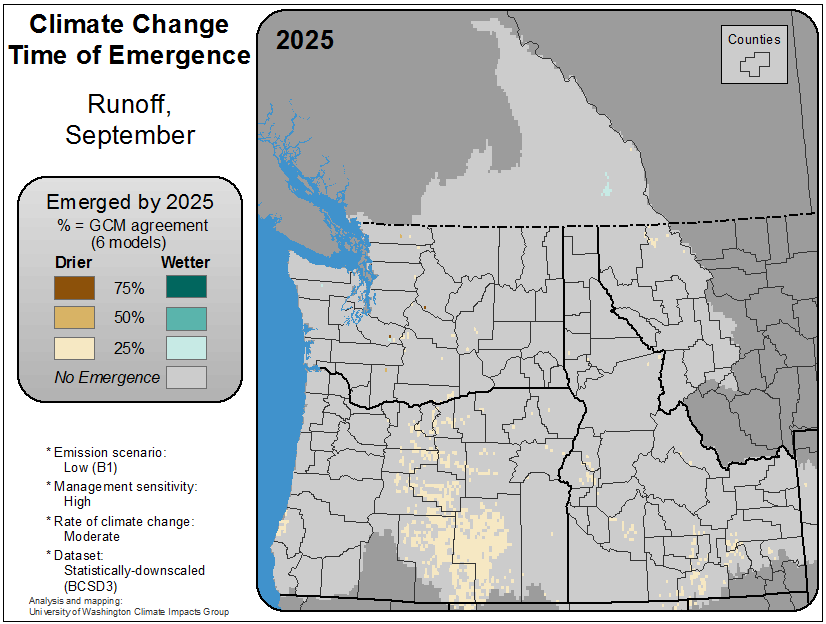 Climate Change
Time of Emergence
Runoff,
September
Emerged by 2025
% = GCM agreement
(6 models)
Drier Wetter
75%
50%
25%
No Emergence
* Emission scenario:
Low (B1)
* Management sensitivity:
High
* Rate of climate change:
Moderate
* Dataset:
Statistically-downscaled
(BCSD3)
Analysis and mapping:
University of Washington Climate Impacts Group
2025
Counties